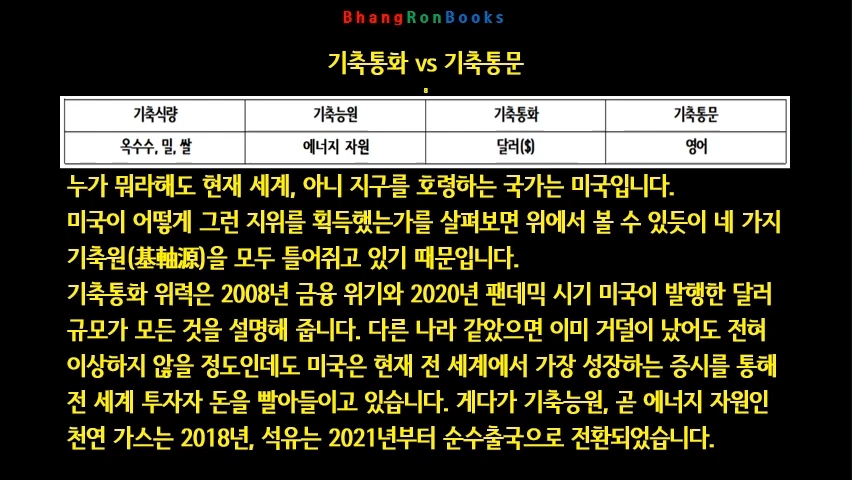 BhangRonBooks
기축통화 vs 기축통문
기축식량 기축능원 기축통화 기축통문
옥수수, 밀, 쌀 에너지 자원 달러($) 영어
누가 뭐라해도 현재 세계, 아니 지구를 호령하는 국가는 미국입니다.
미국이 어떻게 그런 지위를 획득했는가를 살펴보면 위에서 볼 수 있듯이 네 가지
기축원(基軸源)을 모두 틀어쥐고 있기 때문입니다.
기축통화 위력은 2008년 금융 위기와 2020년 팬데믹 시기 미국이 발행한 달러
규모가 모든 것을 설명해 줍니다. 다른 나라 같았으면 이미 거덜이 났었도 전혀
이상하지 않을 정도인데도 미국은 현재 전 세계에서 가장 성장하는 증시를 통해
전 세계 투자자 돈을 빨아들이고 있습니다. 게다가 기축능원, 곧 에너지 자원인
천연 가스는 2018년, 석유는 2021년부터 순수출국으로 전환되었습니다.